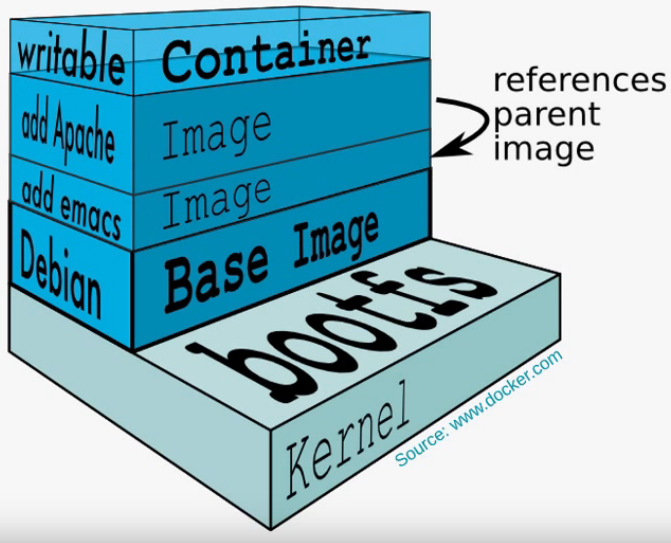 writable Container
add Apache Image
add emacs Image
Debian Base Image
references
parent
image
bootfs
Kernel
Source: www.docker.com